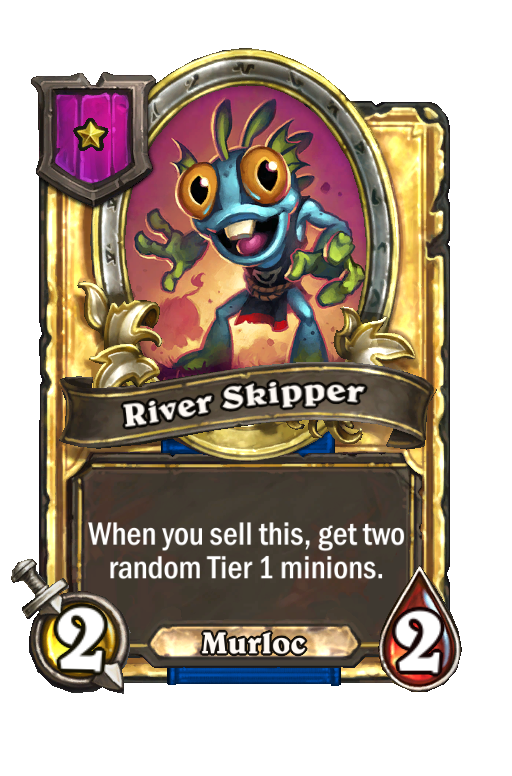 River Skipper
When you sell this, get two
random Tier 1 minions.
2
Murloc
2